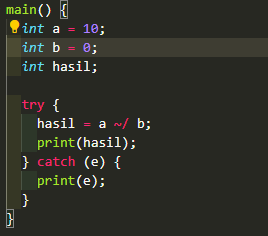 main() {
int a = 10;
int b = 0;
int hasil;
try {
hasil = a ~/ b;
print(hasil);
} catch (e) {
print(e);
}
}